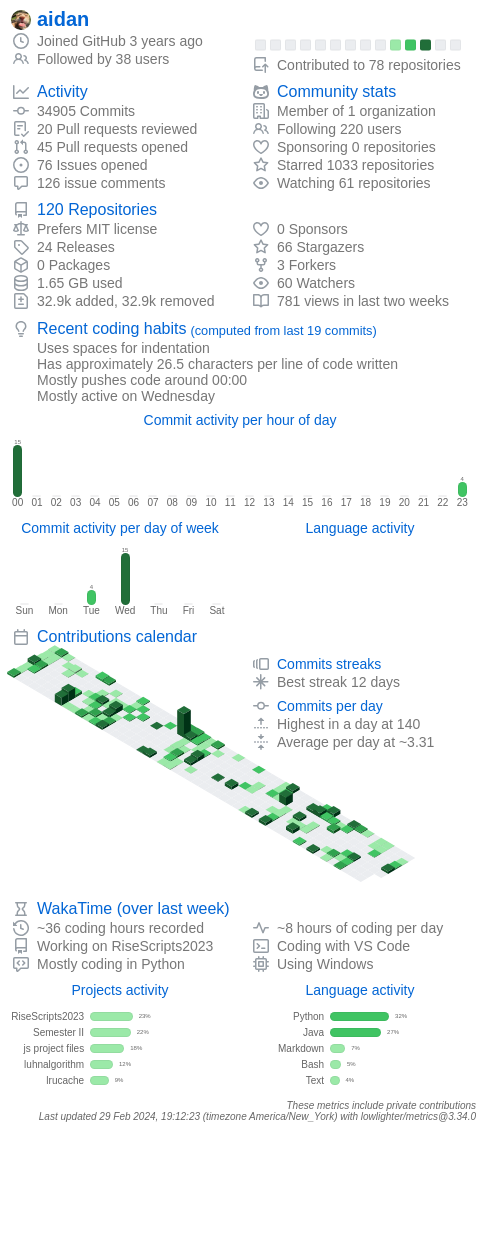 aidan
Joined GitHub 3 years ago
Followed by 38 users
Contributed to 78 repositories
Activity
34905 Commits
20 Pull requests reviewed
45 Pull requests opened
76 Issues opened
126 issue comments
Community stats
Member of 1 organization
Following 220 users
Sponsoring 0 repositories
Starred 1033 repositories
Watching 61 repositories
120 Repositories
Prefers MIT license
24 Releases
0 Packages
1.65 GB used
32.9k added, 32.9k removed
0 Sponsors
66 Stargazers
3 Forkers
60 Watchers
781 views in last two weeks
Recent coding habits (computed from last 19 commits)
Uses spaces for indentation
Has approximately 26.5 characters per line of code written
Mostly pushes code around 00:00
Mostly active on Wednesday
Commit activity per hour of day
15 4
00 01 02 03 04 05 06 07 08 09 10 11 12 13 14 15 16 17 18 19 20 21 22 23
Commit activity per day of week
4 15
Sun Mon Tue Wed Thu Fri Sat
Language activity
Contributions calendar
Commits streaks
Best streak 12 days
Commits per day
Highest in a day at 140
Average per day at ~3.31
WakaTime (over last week)
~36 coding hours recorded
Working on RiseScripts2023
Mostly coding in Python
~8 hours of coding per day
Coding with VS Code
Using Windows
Projects activity
RiseScripts2023 23%
Semester II 22%
js project files 18%
luhnalgorithm 12%
lrucache 9%
Language activity
Python 32%
Java 27%
Markdown 7%
Bash 5%
Text 4%
These metrics include private contributions
Last updated 29 Feb 2024, 19:12:23 (timezone America/New_York) with lowlighter/metrics@3.34.0